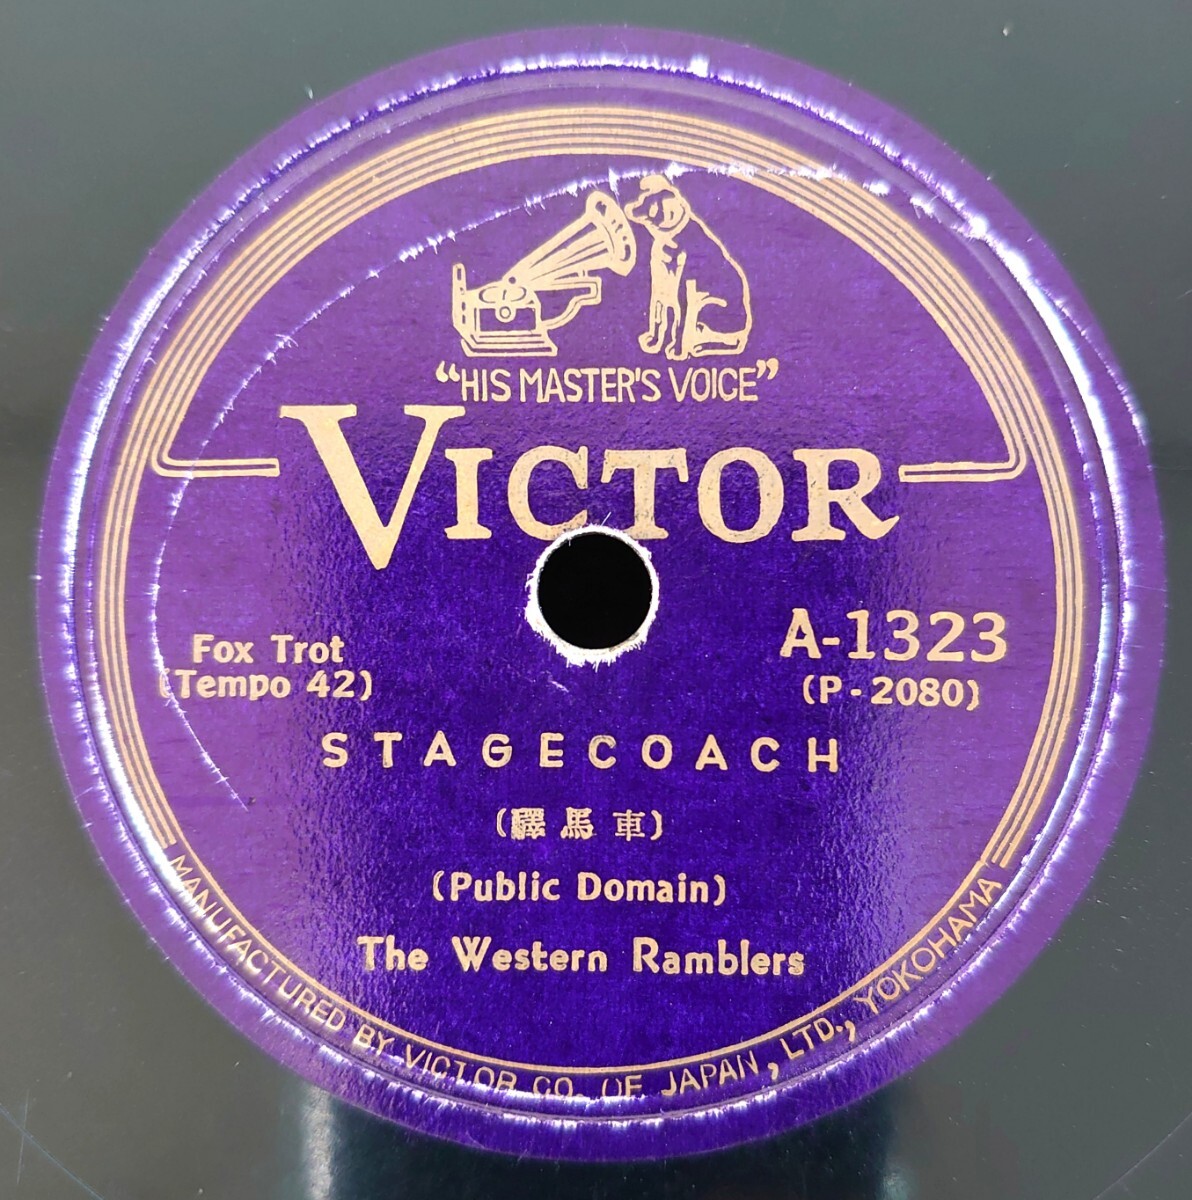 “HIS MASTER'S VOICE”
VICTOR
Fox Trot
(Tempo 42)
A-1323
(P-2080)
STAGECOACH
(驛馬車)
(Public Domain)
The Western Ramblers
MANUFACTURED BY VICTOR CO. OF JAPAN, LTD., YOKOHAMA